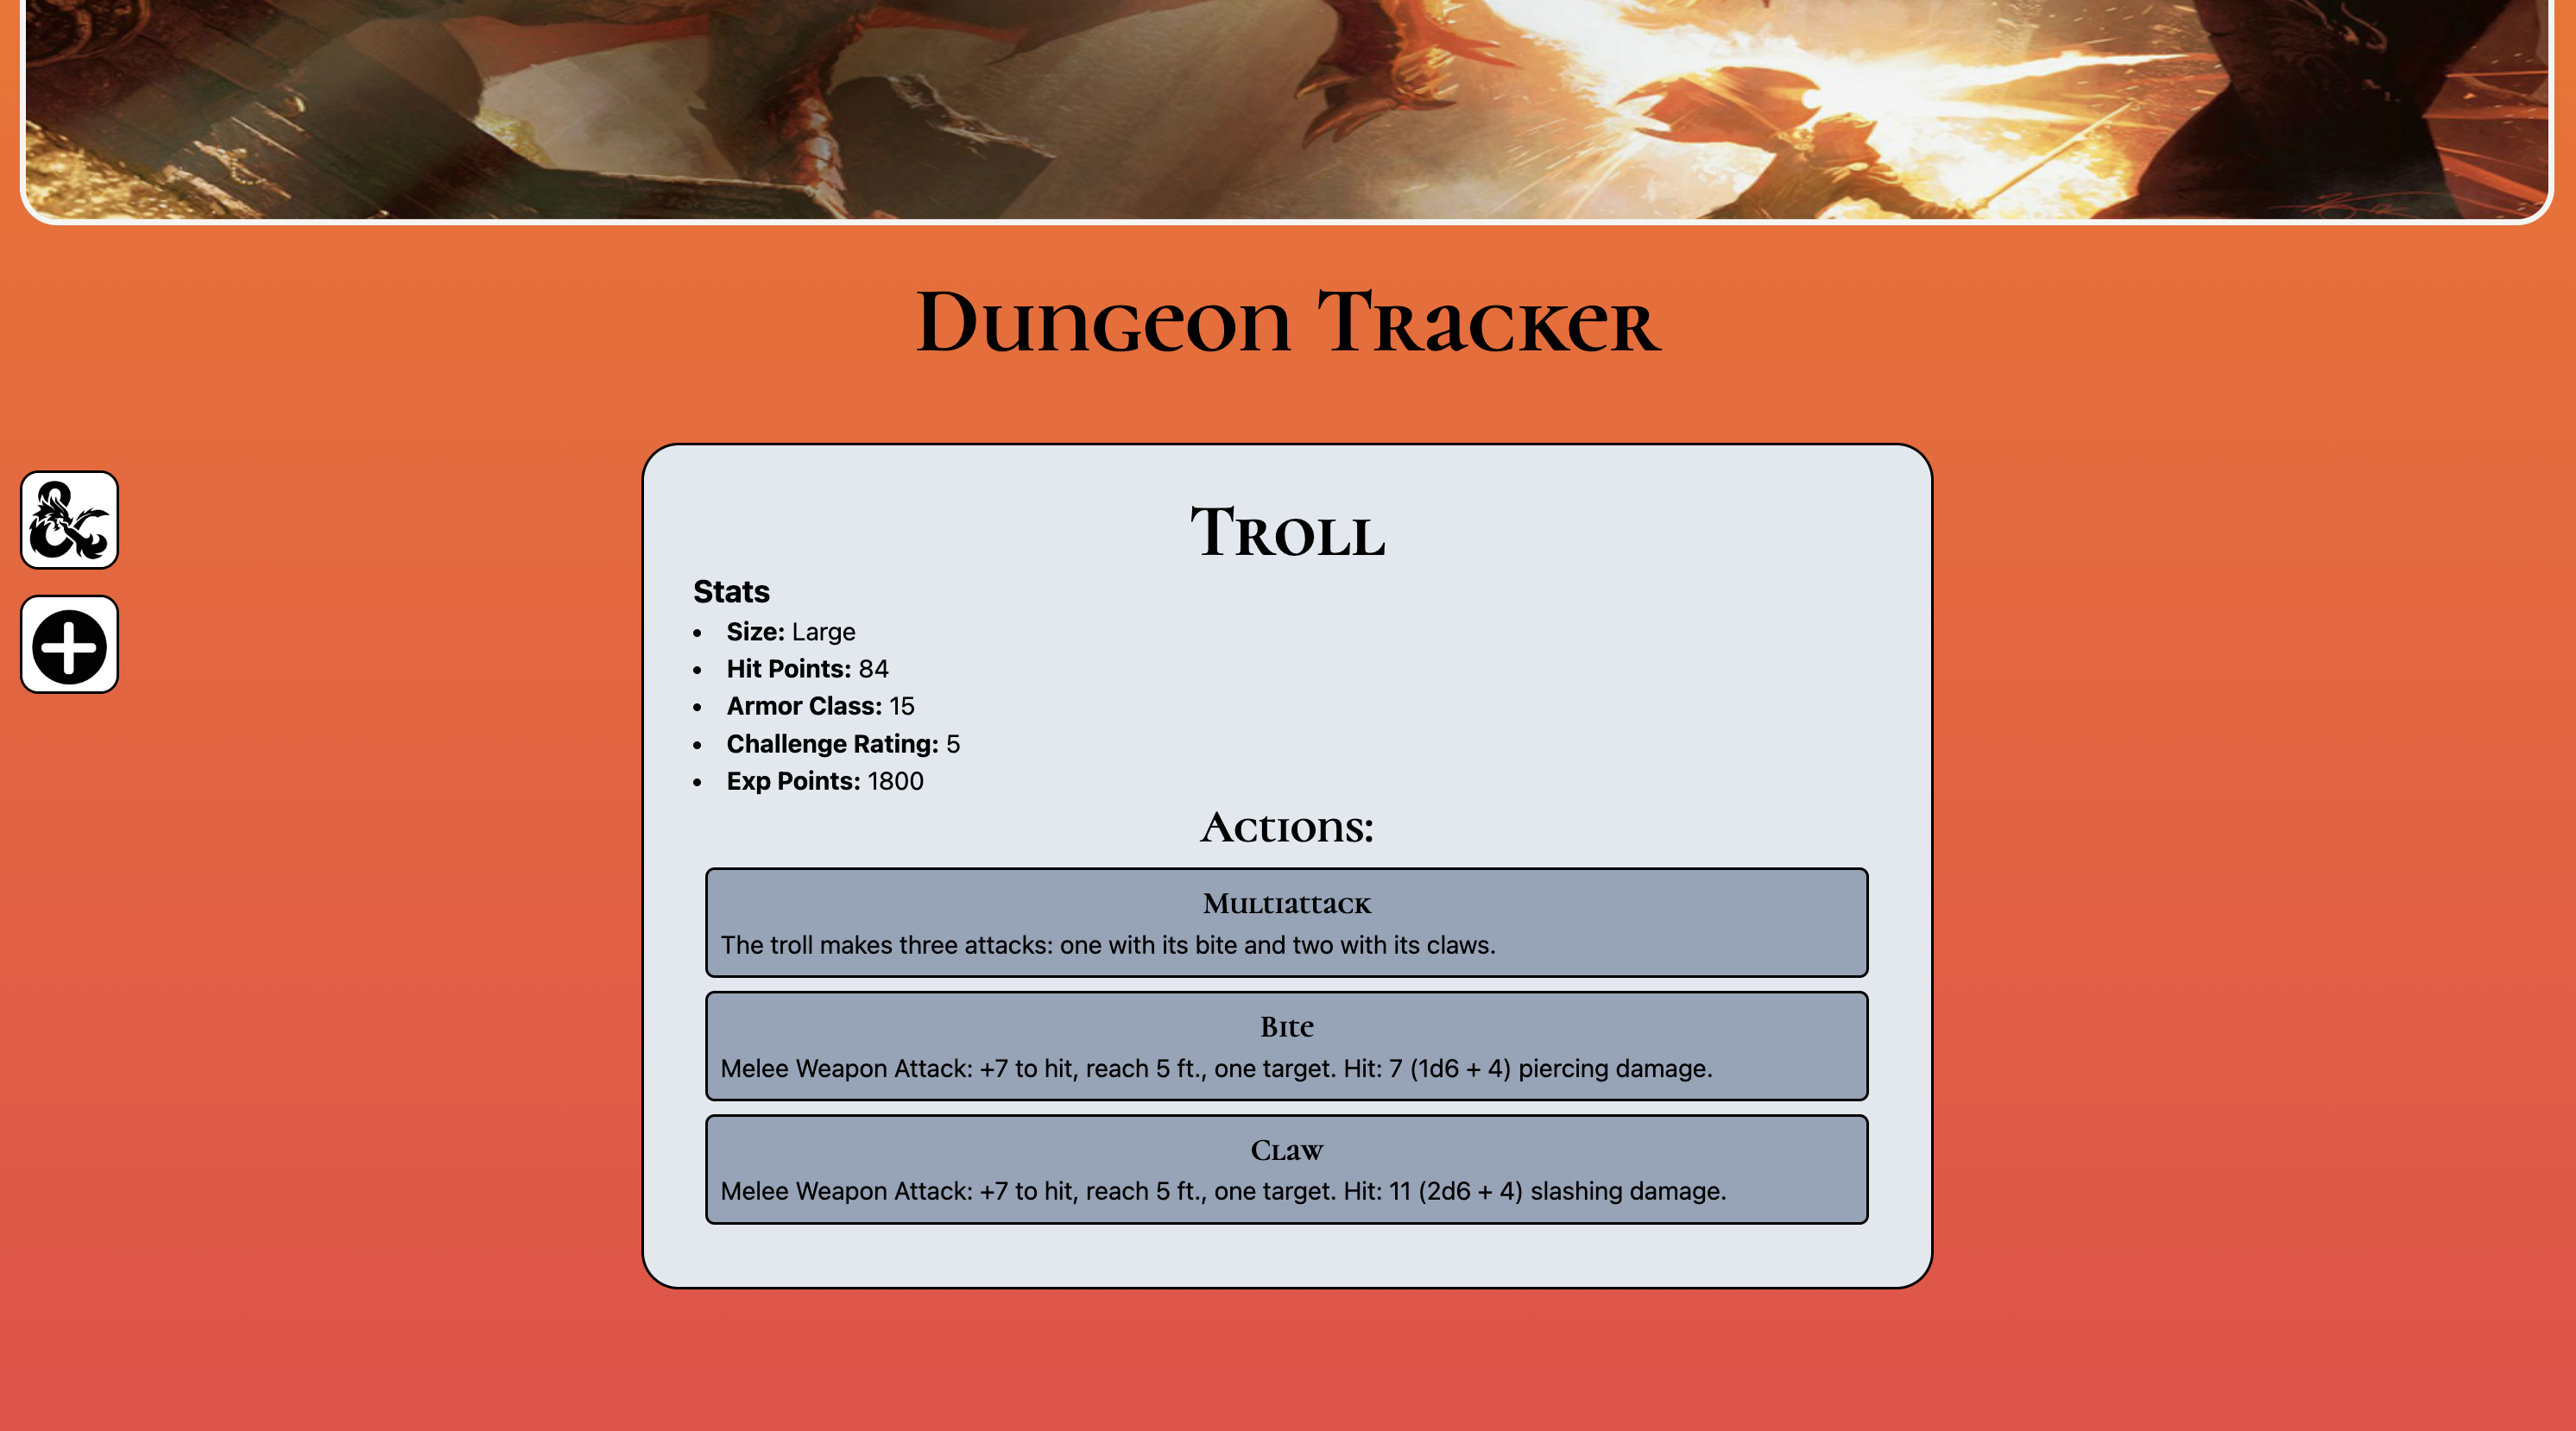 Dungeon Tracker
Troll
Stats
• Size: Large
• Hit Points: 84
• Armor Class: 15
• Challenge Rating: 5
• Exp Points: 1800
Actions:
Multiattack
The troll makes three attacks: one with its bite and two with its claws.
Bite
Melee Weapon Attack: +7 to hit, reach 5 ft., one target. Hit: 7 (1d6 + 4) piercing damage.
Claw
Melee Weapon Attack: +7 to hit, reach 5 ft., one target. Hit: 11 (2d6 + 4) slashing damage.